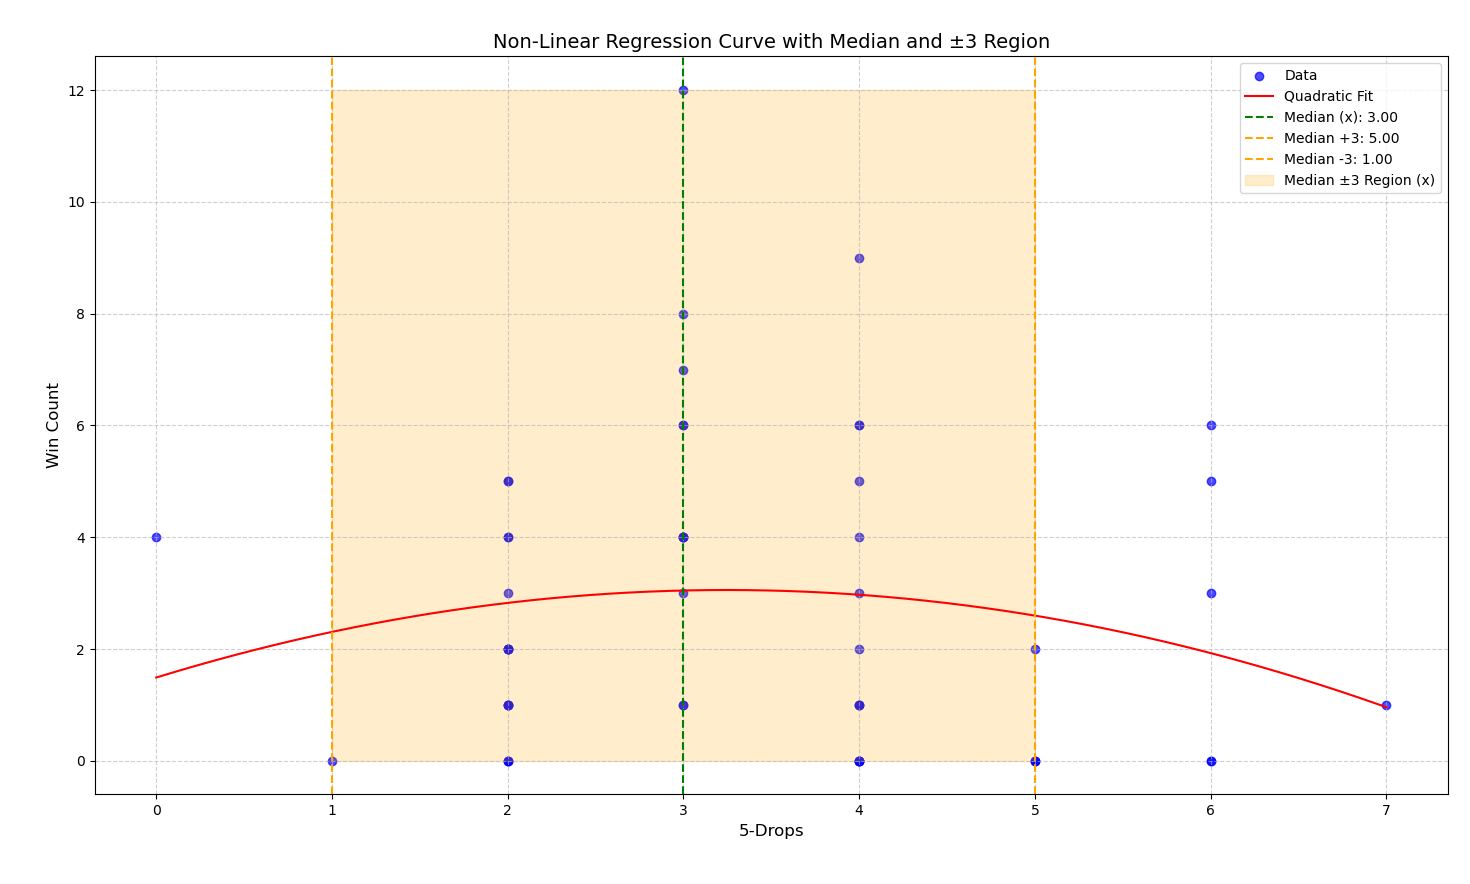 Non-Linear Regression Curve with Median and ±3 Region
Data
Quadratic Fit
Median (x): 3.00
Median +3: 5.00
Median -3: 1.00
Median ±3 Region (x)
Win Count
12
10
8
6
4
2
0
0 1 2 3 4 5 6 7
5-Drops